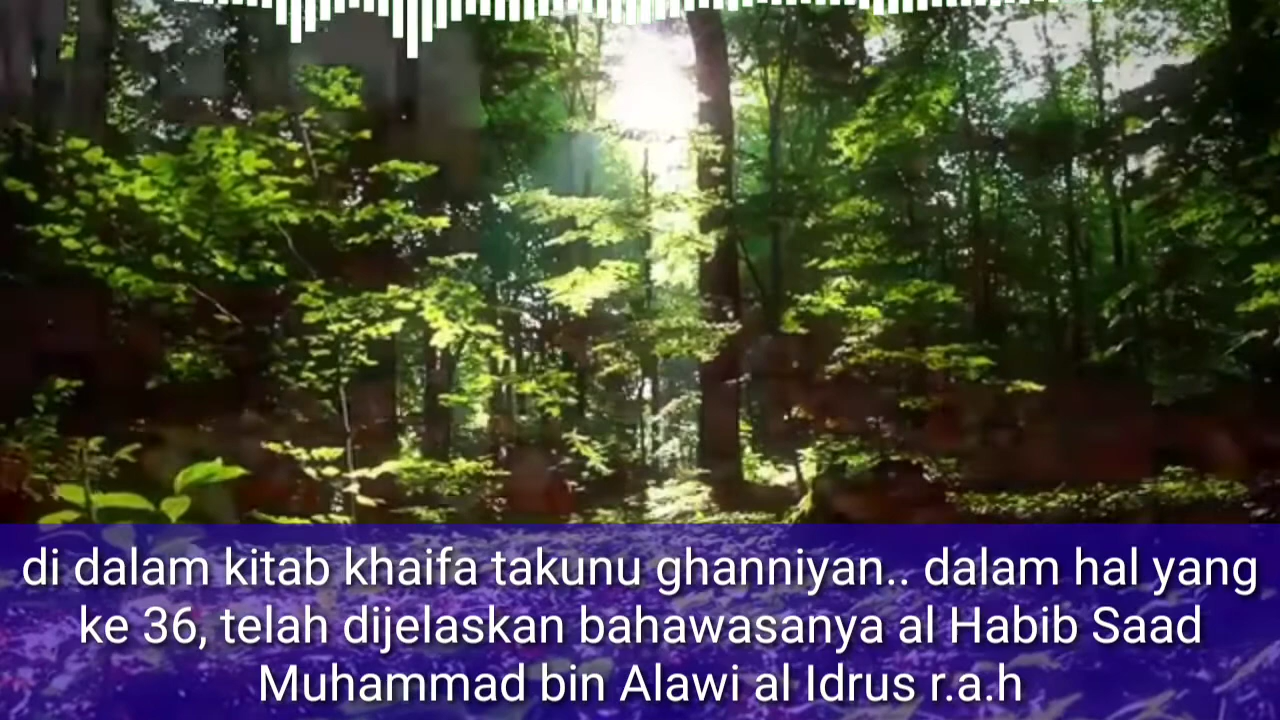 di dalam kitab khaifa takunu ghanniyan.. dalam hal yang
ke 36, telah dijelaskan bahawasanya al Habib Saad
Muhammad bin Alawi al Idrus r.a.h